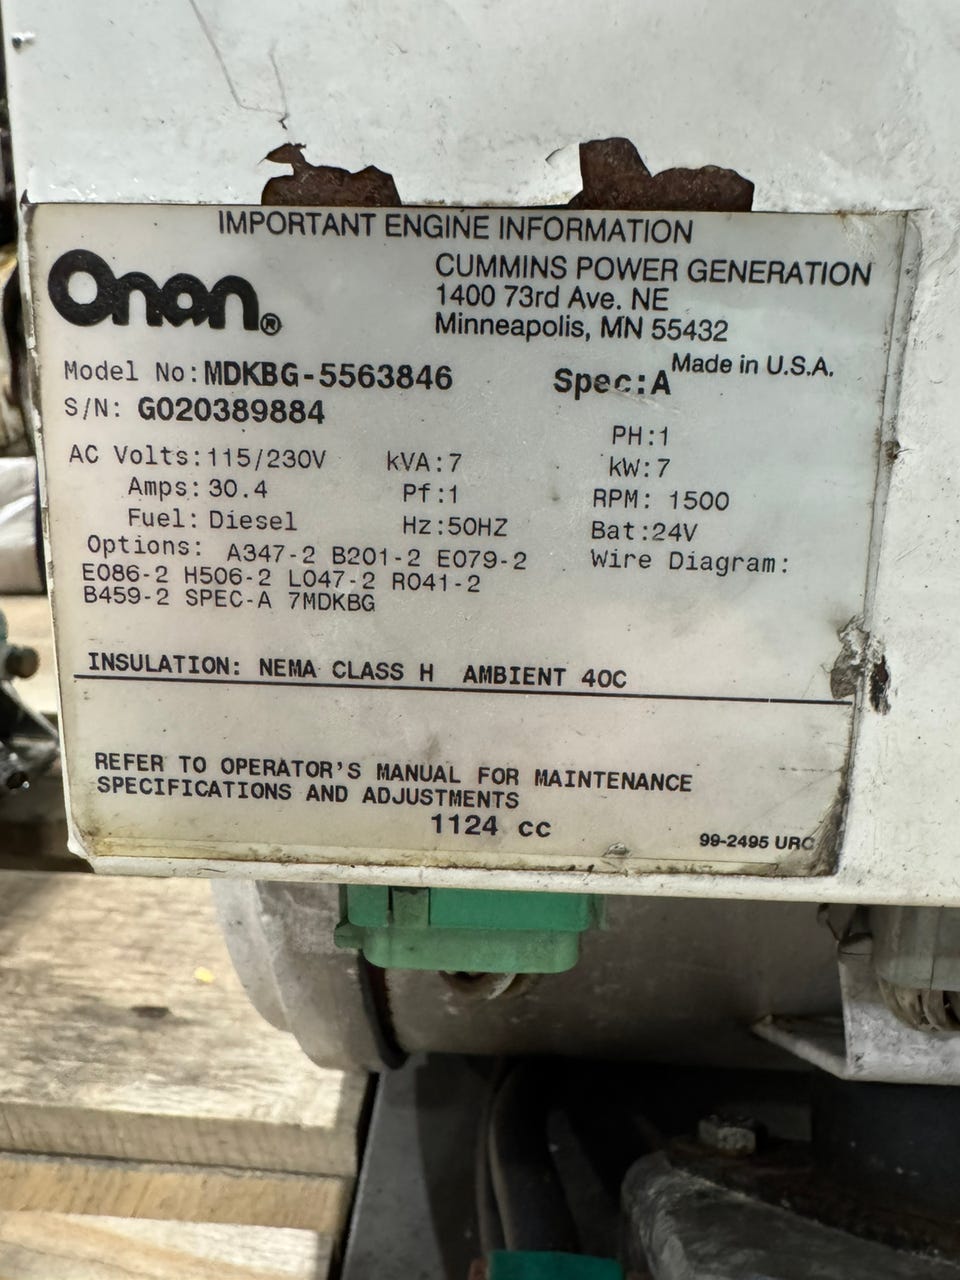 IMPORTANT ENGINE INFORMATION
Onan®
CUMMINS POWER GENERATION
1400 73rd Ave. NE
Minneapolis, MN 55432
Made in U.S.A.
Model No:MDKBG-5563846 Spec:A
S/N: G020389884
PH:1
AC Volts:115/230V kVA:7 kW:7
Amps:30.4 Pf:1 RPM: 1500
Fuel:Diesel Hz:50HZ Bat:24V
Options: A347-2 B201-2 E079-2 Wire Diagram:
E086-2 H506-2 L047-2 R041-2
B459-2 SPEC-A 7MDKBG
INSULATION: NEMA CLASS H AMBIENT 40C
REFER TO OPERATOR'S MANUAL FOR MAINTENANCE
SPECIFICATIONS AND ADJUSTMENTS
1124 cc
99-2495 URC